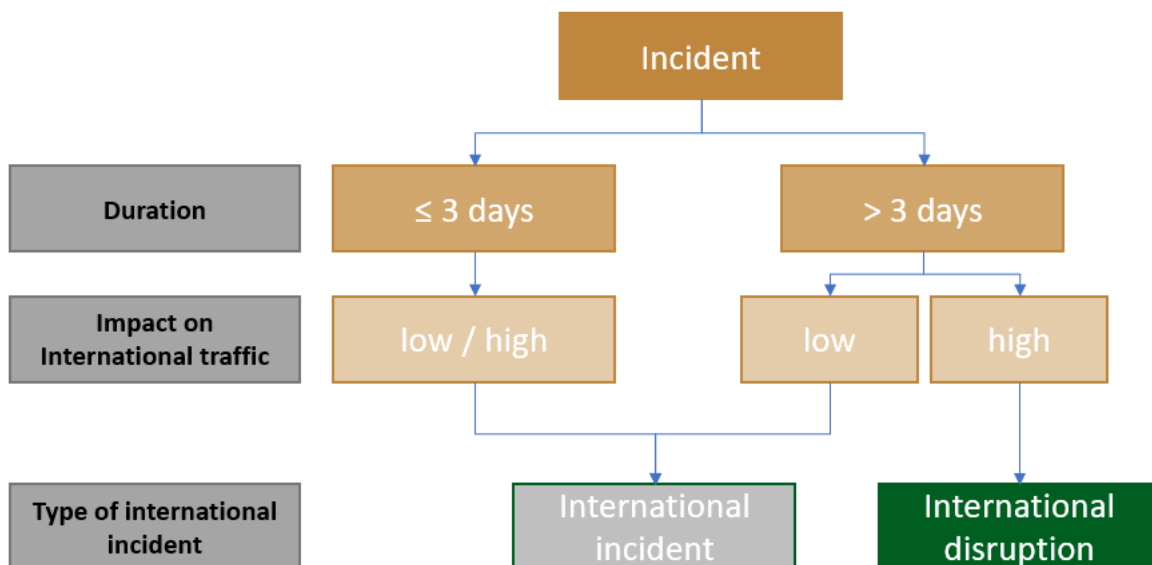 Incident
Duration
≤ 3 days
> 3 days
Impact on
International traffic
low / high
low
high
Type of international
incident
International
incident
International
disruption